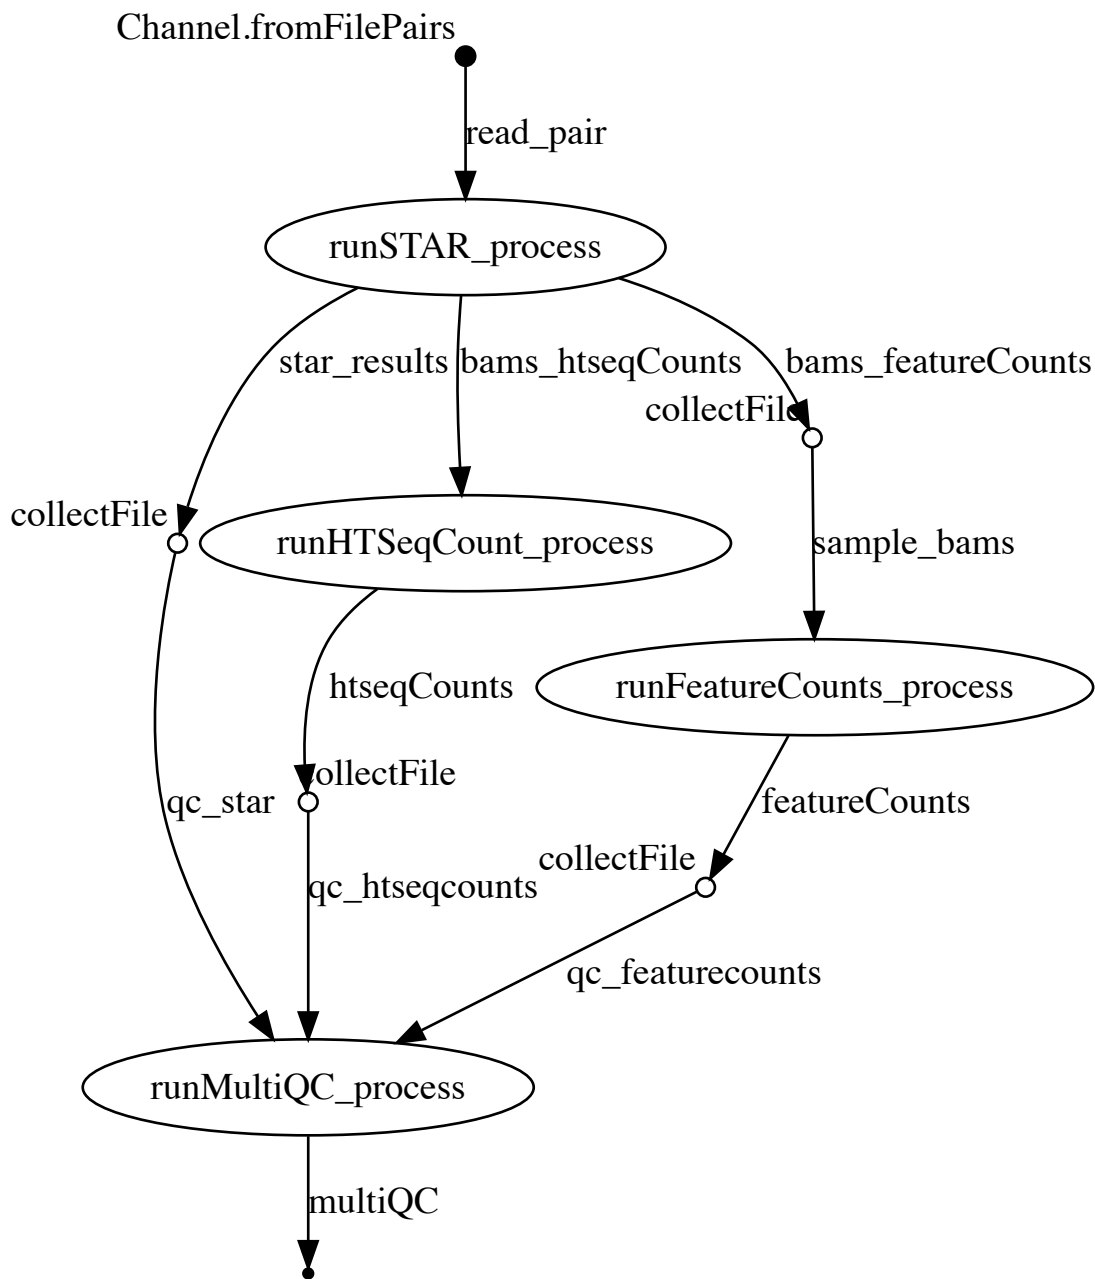 Channel.fromFilePairs
read_pair
runSTAR_process
star_results
bams_htseqCounts
bams_featureCounts
collectFile
collectFile
runHTSeqCount_process
sample_bams
htseqCounts
runFeatureCounts_process
collectFile
qc_star
featureCounts
collectFile
qc_htseqcounts
qc_featurecounts
runMultiQC_process
multiQC